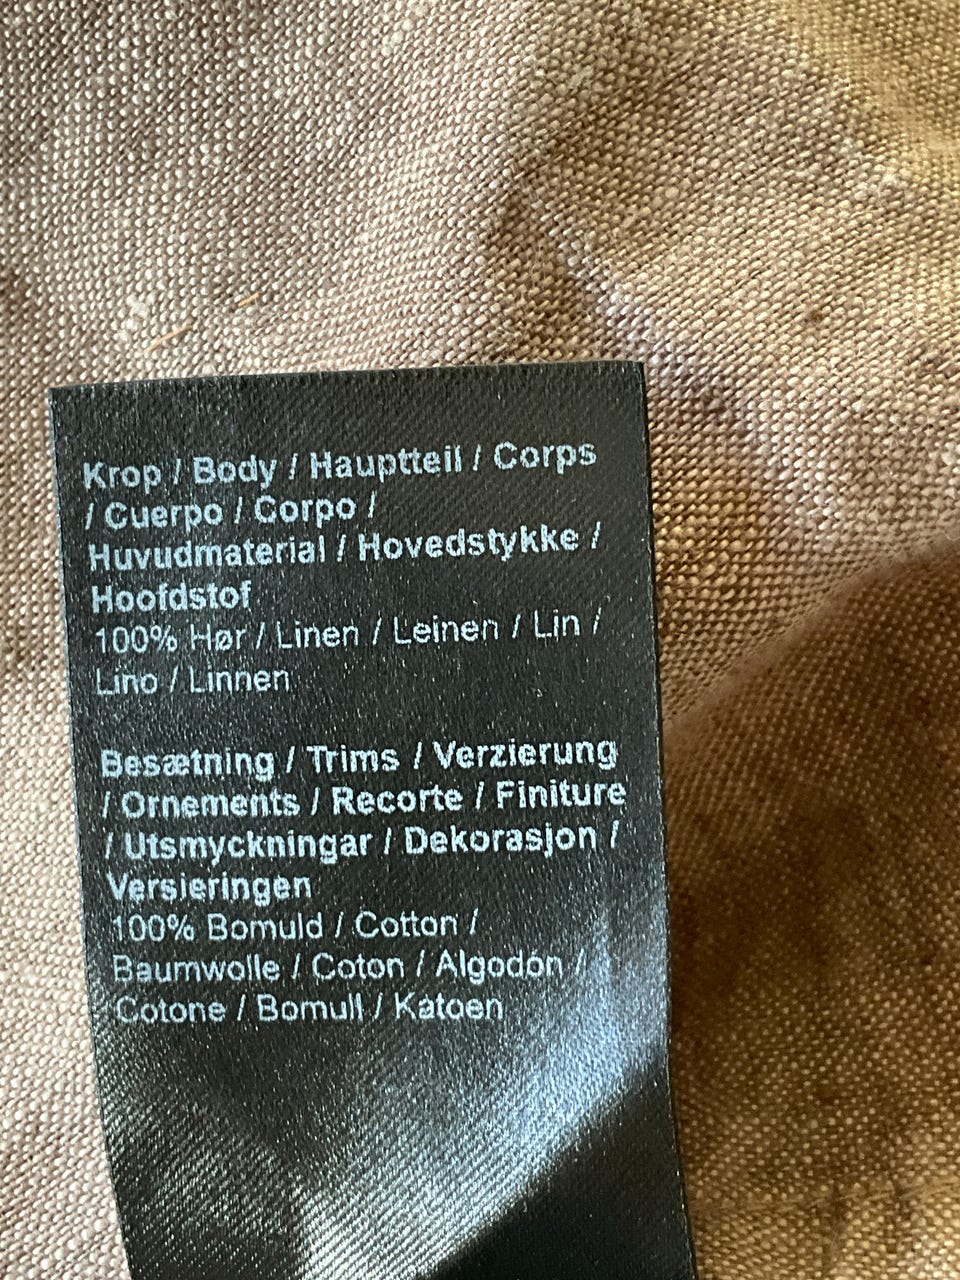 Krop / Body / Hauptteil / Corps
/ Cuerpo / Corpo /
Huvudmaterial / Hovedstykke /
Hoofdstof
100% Hør / Linen / Leinen / Lin /
Lino / Linnen
Besætning / Trims / Verzierung
/ Ornements / Recorte / Finiture
/ Utsmyckningar / Dekorasjon /
Versieringen
100% Bomuld / Cotton /
Baumwolle / Coton / Algodón /
Cotone / Bomull / Katoen